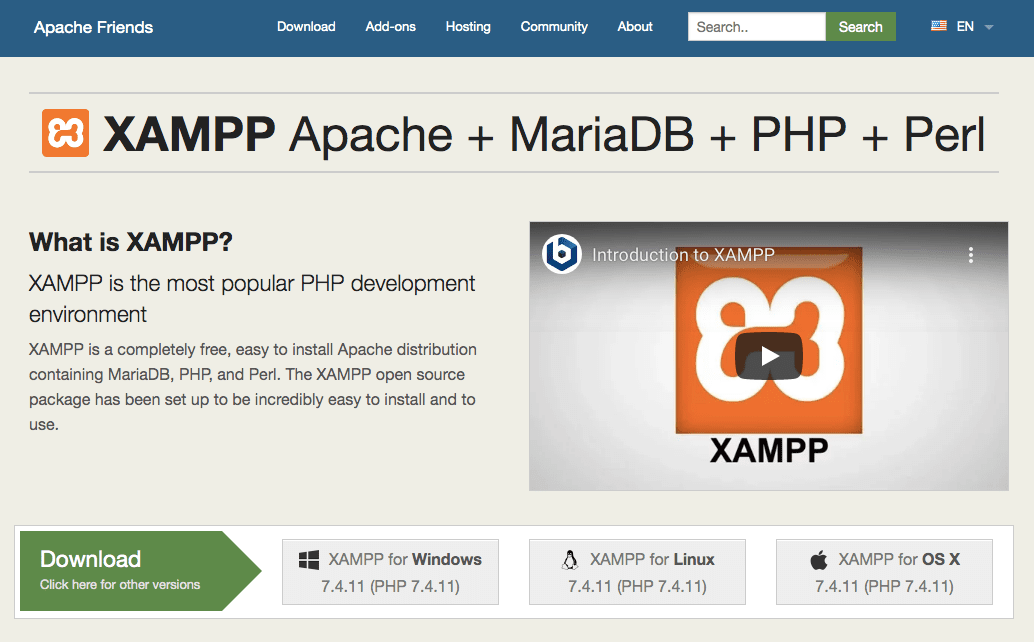 Apache Friends
Download
Add-ons
Hosting
Community
About
Search..
Search
EN
XAMPP Apache + MariaDB + PHP + Perl
What is XAMPP?
XAMPP is the most popular PHP development
environment
XAMPP is a completely free, easy to install Apache distribution
containing MariaDB, PHP, and Perl. The XAMPP open source
package has been set up to be incredibly easy to install and to
use.
Introduction to XAMPP
XAMPP
Download
Click here for other versions
XAMPP for Windows
7.4.11 (PHP 7.4.11)
XAMPP for Linux
7.4.11 (PHP 7.4.11)
XAMPP for OS X
7.4.11 (PHP 7.4.11)